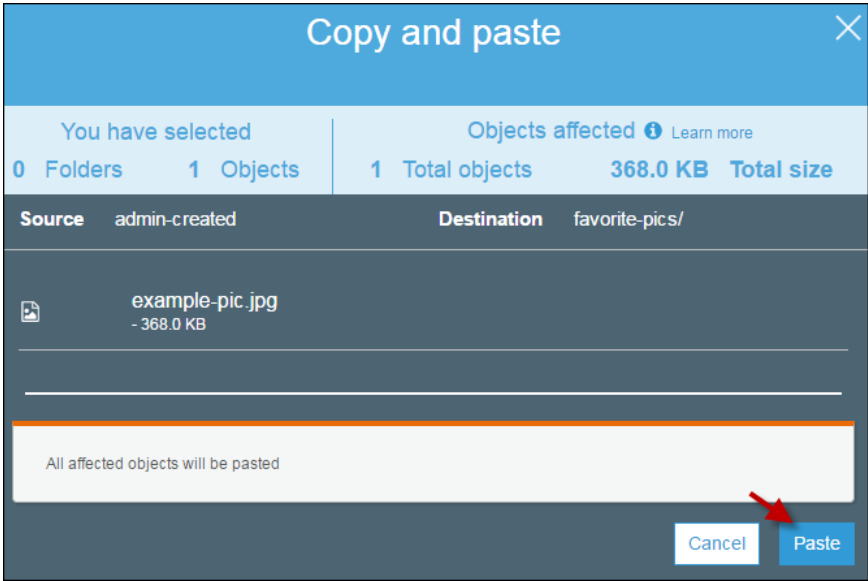 Copy and paste
You have selected
Objects affected Learn more
0 Folders 1 Objects
1 Total objects 368.0 KB Total size
Source admin-created Destination favorite-pics/
example-pic.jpg
- 368.0 KB
All affected objects will be pasted
Cancel Paste